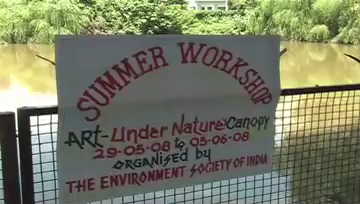 SUMMER WORKSHOP
ART-Under Nature Canopy
29-05-08 to 05-06-08
ORGANISED by
THE ENVIRONMENT SOCIETY OF INDIA